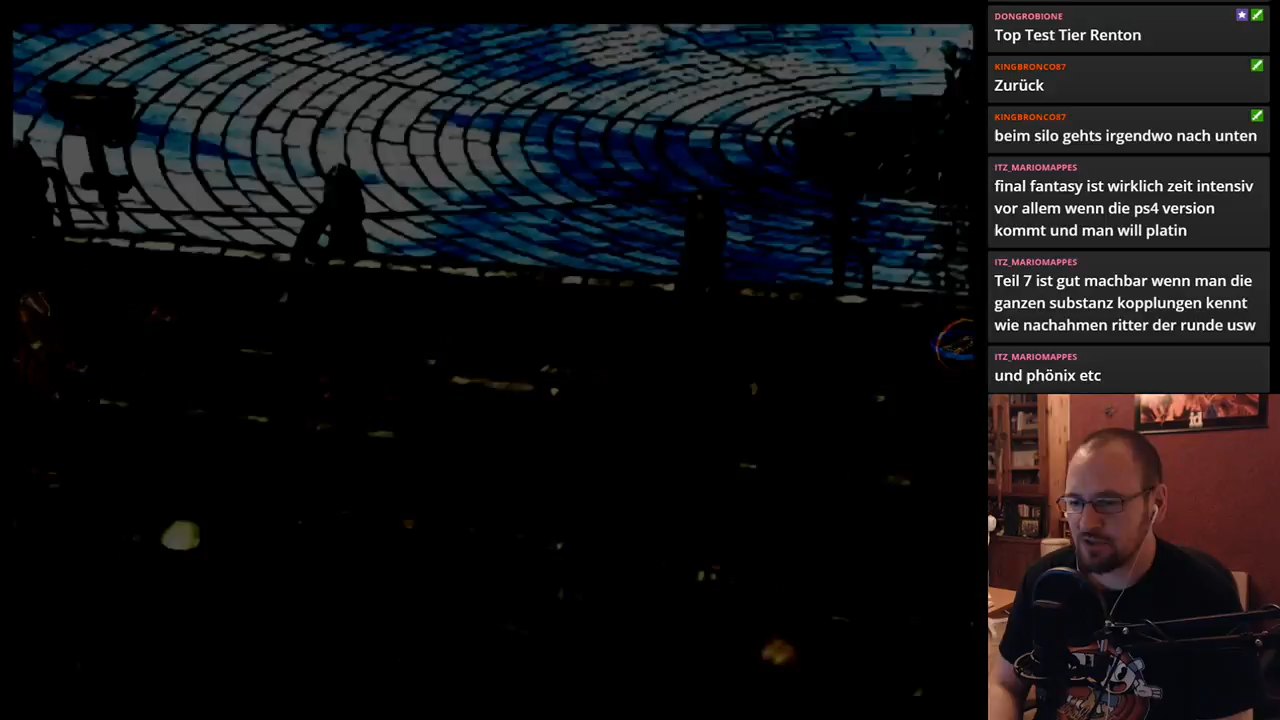 DONGROBIONE
Top Test Tier Renton
KINGBRONCO87
Zurück
KINGBRONCO87
beim silo gehts irgendwo nach unten
ITZ_MARIOMAPPES
final fantasy ist wirklich zeit intensiv
vor allem wenn die ps4 version
kommt und man will platin
ITZ_MARIOMAPPES
Teil 7 ist gut machbar wenn man die
ganzen substanz kopplungen kennt
wie nachahmen ritter der runde usw
ITZ_MARIOMAPPES
und phönix etc